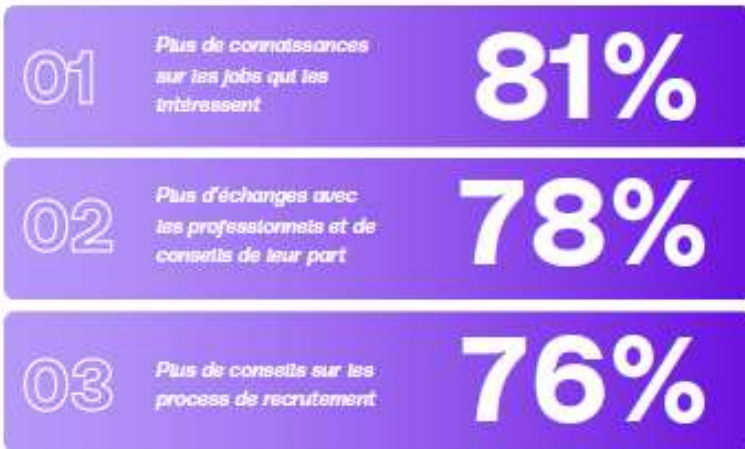 01
Plus de connaissances
sur les jobs qui les
intéressent
81%
02
Plus d'échanges avec
les professionnels et de
conseils de leur part
78%
03
Plus de conseils sur les
process de recrutement
76%